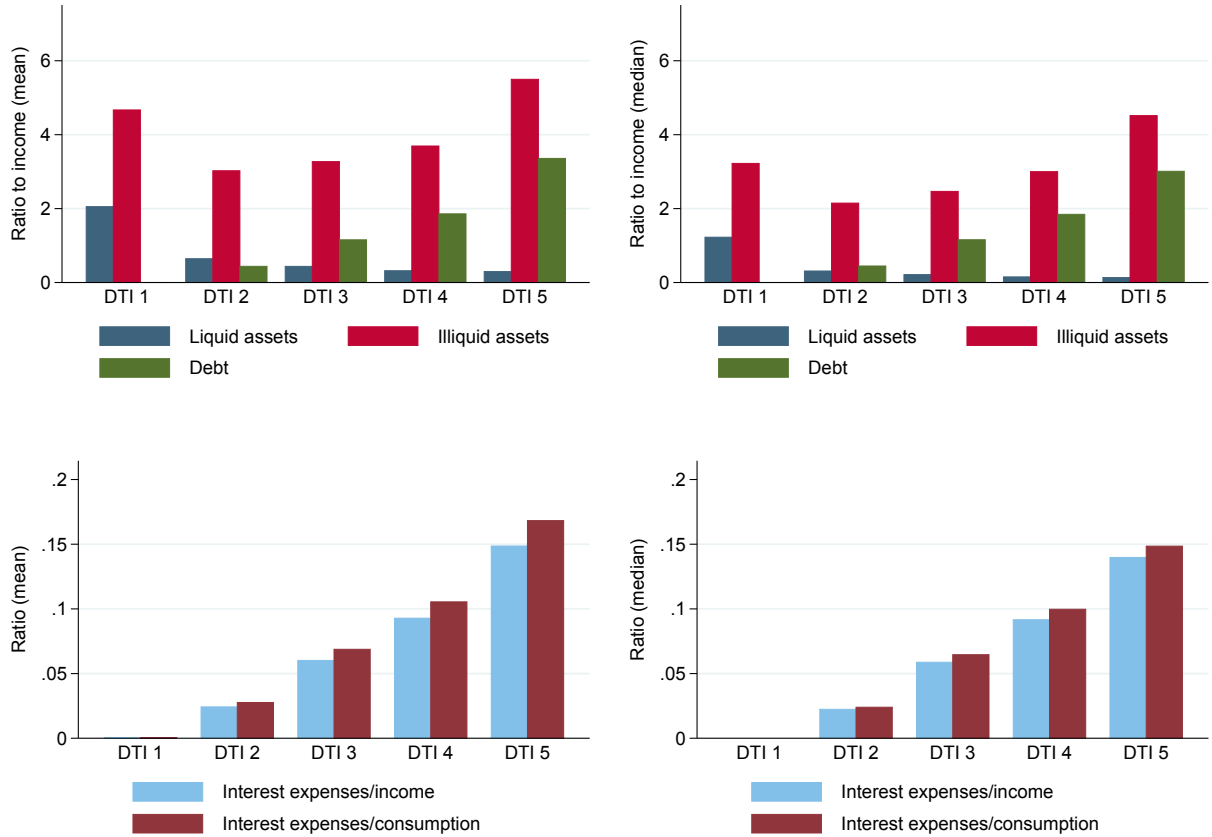 Ratio to income (mean)
6
4
2
0
DTI 1 DTI 2 DTI 3 DTI 4 DTI 5
Liquid assets Illiquid assets
Debt
Ratio to income (median)
6
4
2
0
DTI 1 DTI 2 DTI 3 DTI 4 DTI 5
Liquid assets Illiquid assets
Debt
Ratio (mean)
.2
.15
.1
.05
0
DTI 1 DTI 2 DTI 3 DTI 4 DTI 5
Interest expenses/income
Interest expenses/consumption
Ratio (median)
.2
.15
.1
.05
0
DTI 1 DTI 2 DTI 3 DTI 4 DTI 5
Interest expenses/income
Interest expenses/consumption